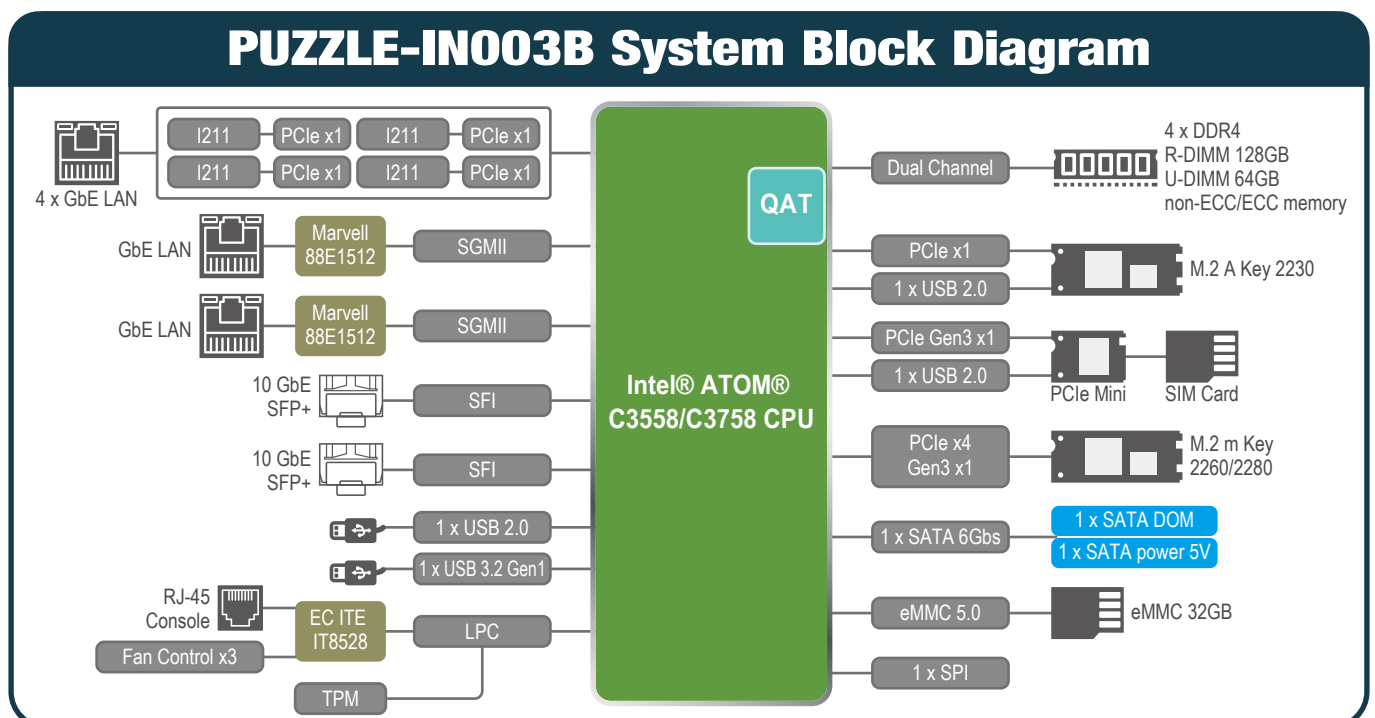 PUZZLE-IN003B System Block Diagram
I211
PCIe x1
I211
PCIe x1
I211
PCIe x1
I211
PCIe x1
4 x GbE LAN
GbE LAN
Marvell
88E1512
SGMII
GbE LAN
Marvell
88E1512
SGMII
10 GbE
SFP+
SFI
10 GbE
SFP+
SFI
1 x USB 2.0
1 x USB 3.2 Gen1
RJ-45
Console
EC ITE
IT8528
LPC
Fan Control x3
TPM
QAT
Intel® ATOM®
C3558/C3758 CPU
Dual Channel
4 x DDR4
R-DIMM 128GB
U-DIMM 64GB
non-ECC/ECC memory
PCIe x1
1 x USB 2.0
M.2 A Key 2230
PCIe Gen3 x1
1 x USB 2.0
PCIe Mini
SIM Card
PCIe x4
Gen3 x1
M.2 m Key
2260/2280
1 x SATA 6Gbs
1 x SATA DOM
1 x SATA power 5V
eMMC 5.0
eMMC 32GB
1 x SPI